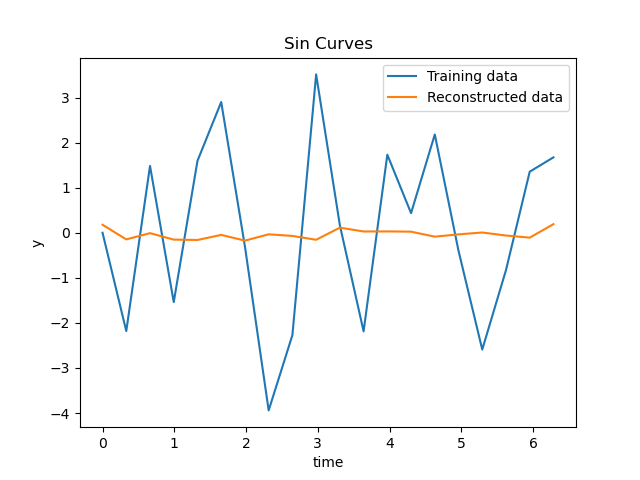 Sin Curves
Training data
Reconstructed data
3
2
1
0
−1
−2
−3
−4
y
0 1 2 3 4 5 6
time